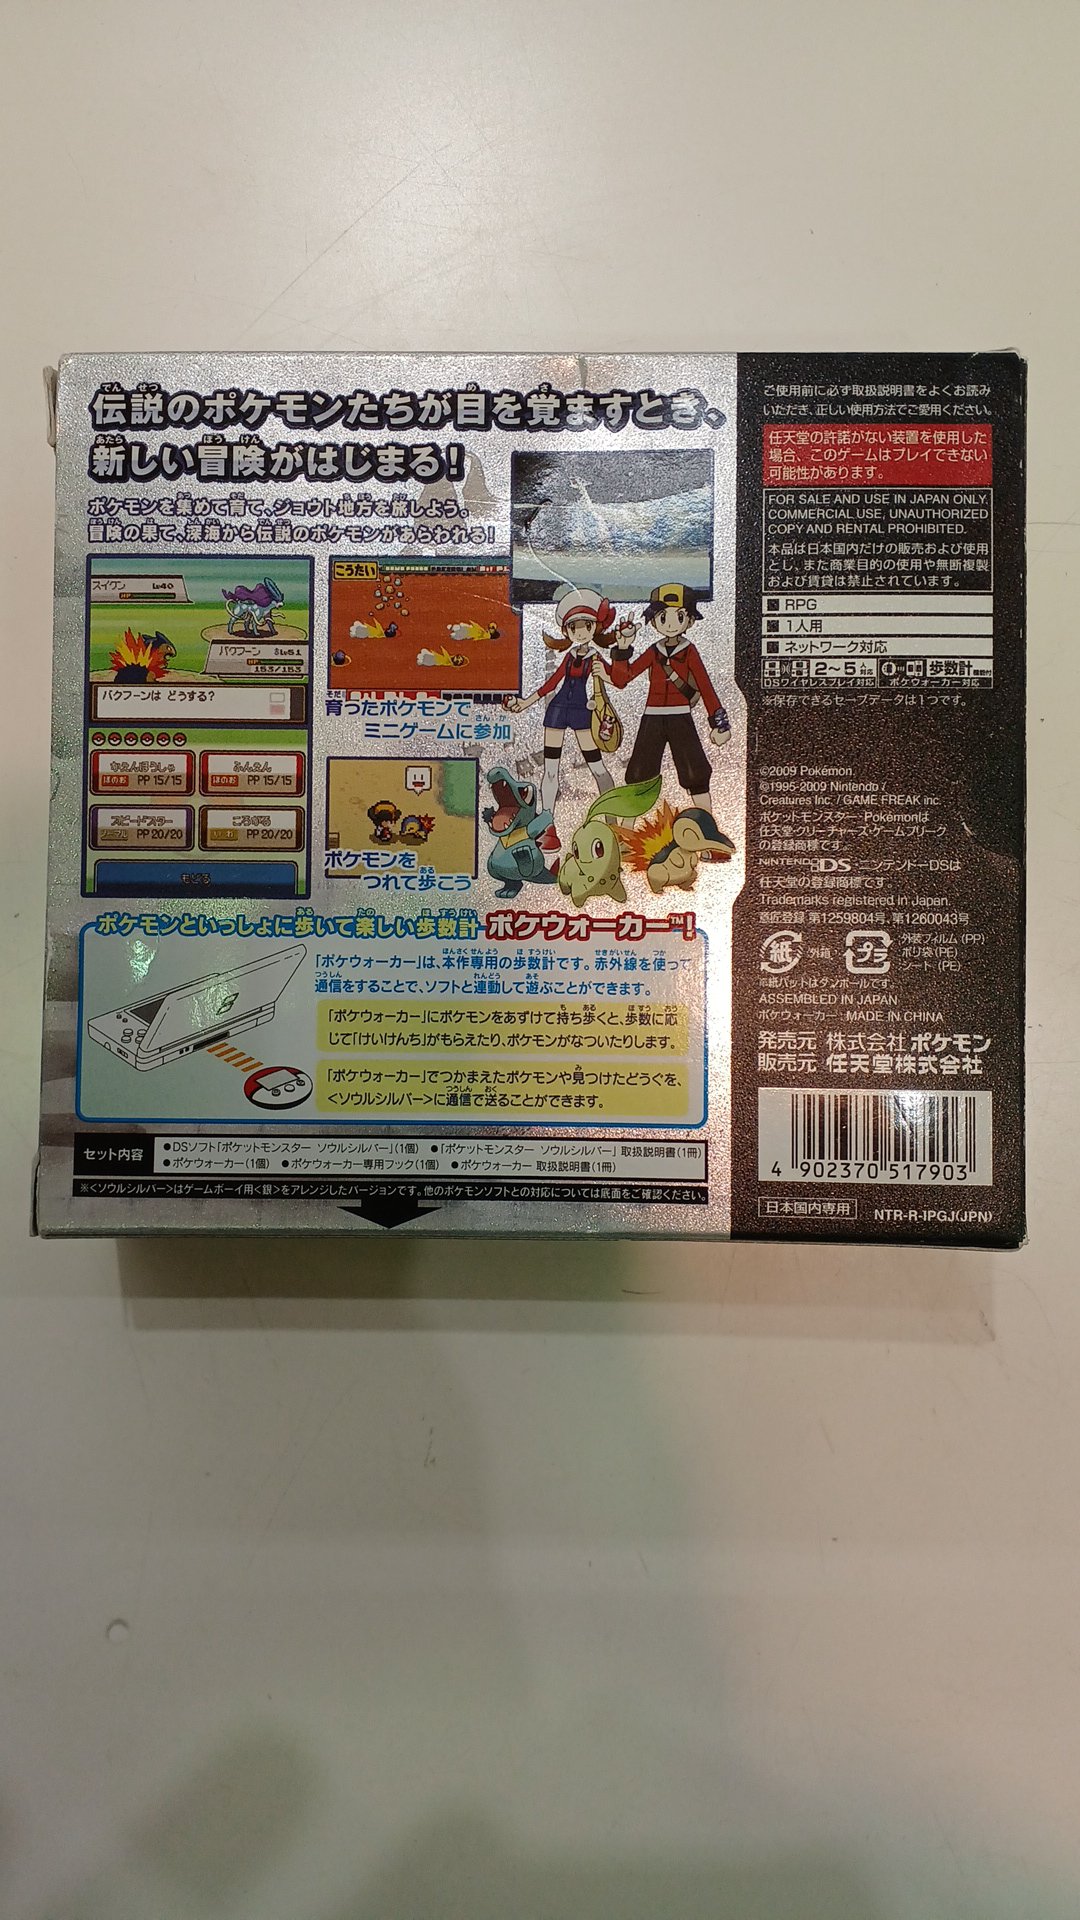 伝説のポケモンたちが目を覚ますとき、
新しい冒険がはじまる!
ポケモンを集めて育て、ジョウト地方を旅しよう。
冒険の果て、深海から伝説のポケモンがあらわれる!
スイクン Lv40
HP
バクフーン ♂Lv51
HP
153/153
バクフーンは どうする?
かえんほうしゃ
ほのお PP 15/15
ふんえん
ほのお PP 15/15
スピードスター
ノーマル PP 20/20
ころがる
いわ PP 20/20
もどる
こうたい
育ったポケモンで
ミニゲームに参加
ポケモンを
つれて歩こう
ポケモンといっしょに歩いて楽しい歩数計 ポケウォーカー™!
「ポケウォーカー」は、本作専用の歩数計です。赤外線を使って
通信をすることで、ソフトと連動して遊ぶことができます。
「ポケウォーカー」にポケモンをあずけて持ち歩くと、歩数に応
じて「けいけんち」がもらえたり、ポケモンがなついたりします。
「ポケウォーカー」でつかまえたポケモンや見つけたどうぐを、
<ソウルシルバー>に通信で送ることができます。
セット内容
●DSソフト「ポケットモンスター ソウルシルバー」(1個) ●「ポケットモンスター ソウルシルバー」取扱説明書(1冊)
●ポケウォーカー(1個) ●ポケウォーカー専用フック(1個) ●ポケウォーカー 取扱説明書(1冊)
※<ソウルシルバー>はゲームボーイ用<銀>をアレンジしたバージョンです。他のポケモンソフトとの対応については底面をご確認ください。
ご使用前に必ず取扱説明書をよくお読み
いただき、正しい使用方法でご愛用ください。
任天堂の許諾がない装置を使用した
場合、このゲームはプレイできない
可能性があります。
FOR SALE AND USE IN JAPAN ONLY.
COMMERCIAL USE, UNAUTHORIZED
COPY AND RENTAL PROHIBITED.
本品は日本国内だけの販売および使用
とし、また商業目的の使用や無断複製
および賃貸は禁止されています。
RPG
1人用
ネットワーク対応
2~5人対応
DSワイヤレスプレイ対応
歩数計
ポケウォーカー対応
※保存できるセーブデータは1つです。
©2009 Pokémon.
©1995-2009 Nintendo /
Creatures Inc. / GAME FREAK inc.
ポケットモンスター・Pokémonは
任天堂・クリーチャーズ・ゲームフリーク
の登録商標です。
NINTENDO DS・ニンテンドーDSは
任天堂の登録商標です。
Trademarks registered in Japan.
意匠登録 第1259804号、第1260043号
紙 外箱
プラ 外装フィルム(PP)
ポリ袋(PE)
(PE)
※紙パットはダンボールです。
ASSEMBLED IN JAPAN
ポケウォーカー : MADE IN CHINA
発売元 株式会社ポケモン
販売元 任天堂株式会社
4 902370 517903
日本国内専用
NTR-R-IPGJ(JPN)